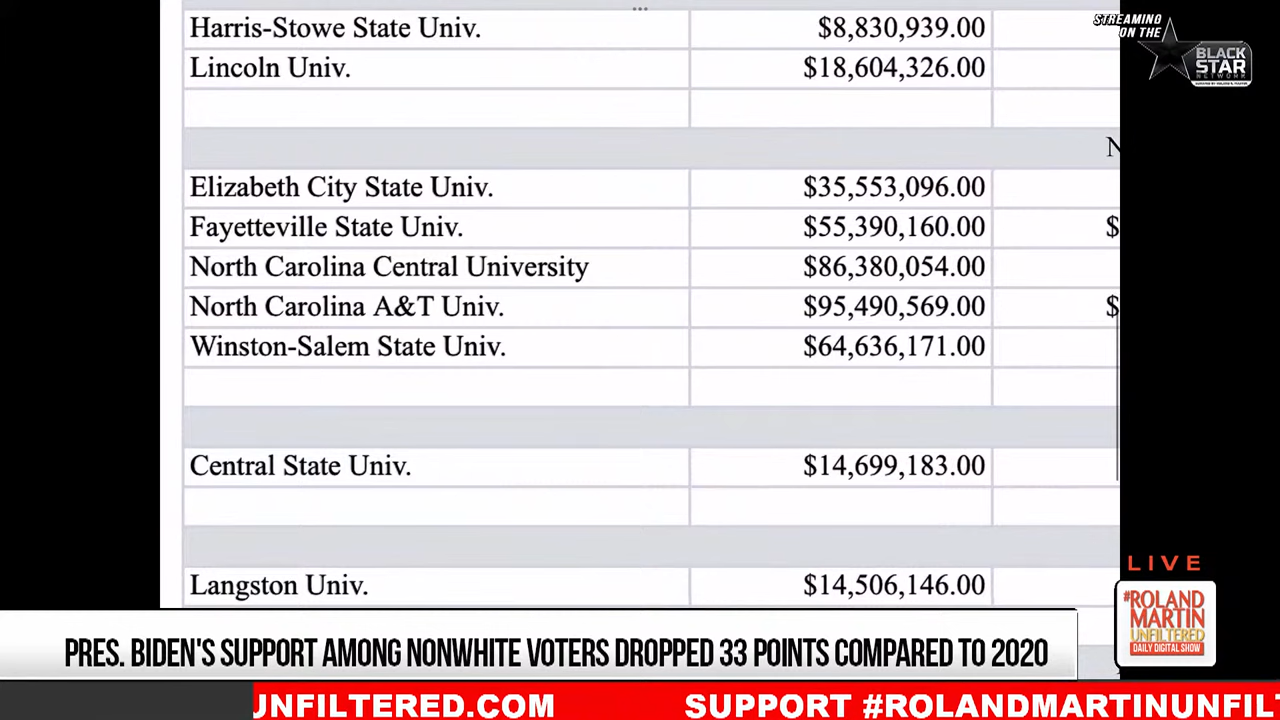 Harris-Stowe State Univ. $8,830,939.00
Lincoln Univ. $18,604,326.00
N
Elizabeth City State Univ. $35,553,096.00
Fayetteville State Univ. $55,390,160.00 $
North Carolina Central University $86,380,054.00
North Carolina A&T Univ. $95,490,569.00 $
Winston-Salem State Univ. $64,636,171.00
Central State Univ. $14,699,183.00
Langston Univ. $14,506,146.00
STREAMING
ON THE
BLACK
STAR
NETWORK
LIVE
#ROLAND
MARTIN
UNFILTERED
DAILY DIGITAL SHOW
PRES. BIDEN'S SUPPORT AMONG NONWHITE VOTERS DROPPED 33 POINTS COMPARED TO 2020
UNFILTERED.COM SUPPORT #ROLANDMARTINUNFILT